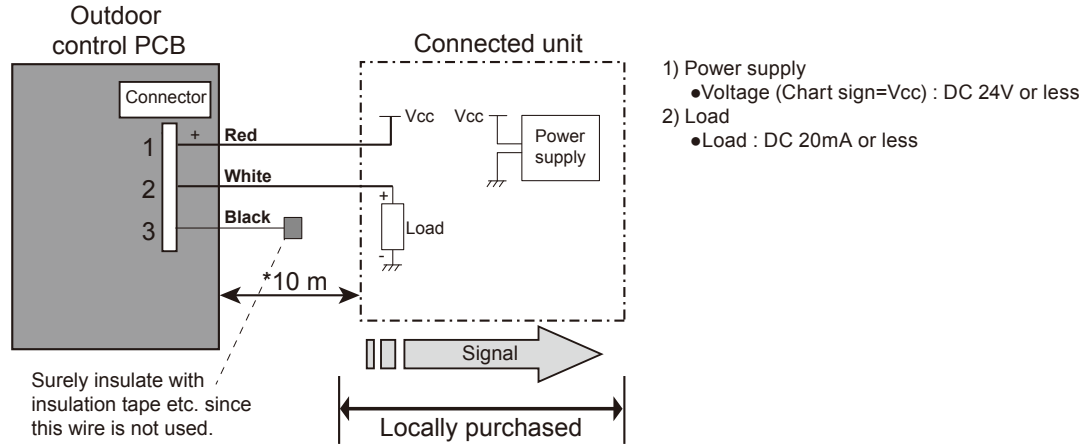 Outdoor
control PCB
Connector
1
+
Red
2
White
3
Black
*10 m
Surely insulate with
insulation tape etc. since
this wire is not used.
Connected unit
Vcc
Vcc
Power
supply
+
Load
-
Signal
Locally purchased
1) Power supply
●Voltage (Chart sign=Vcc) : DC 24V or less
2) Load
●Load : DC 20mA or less